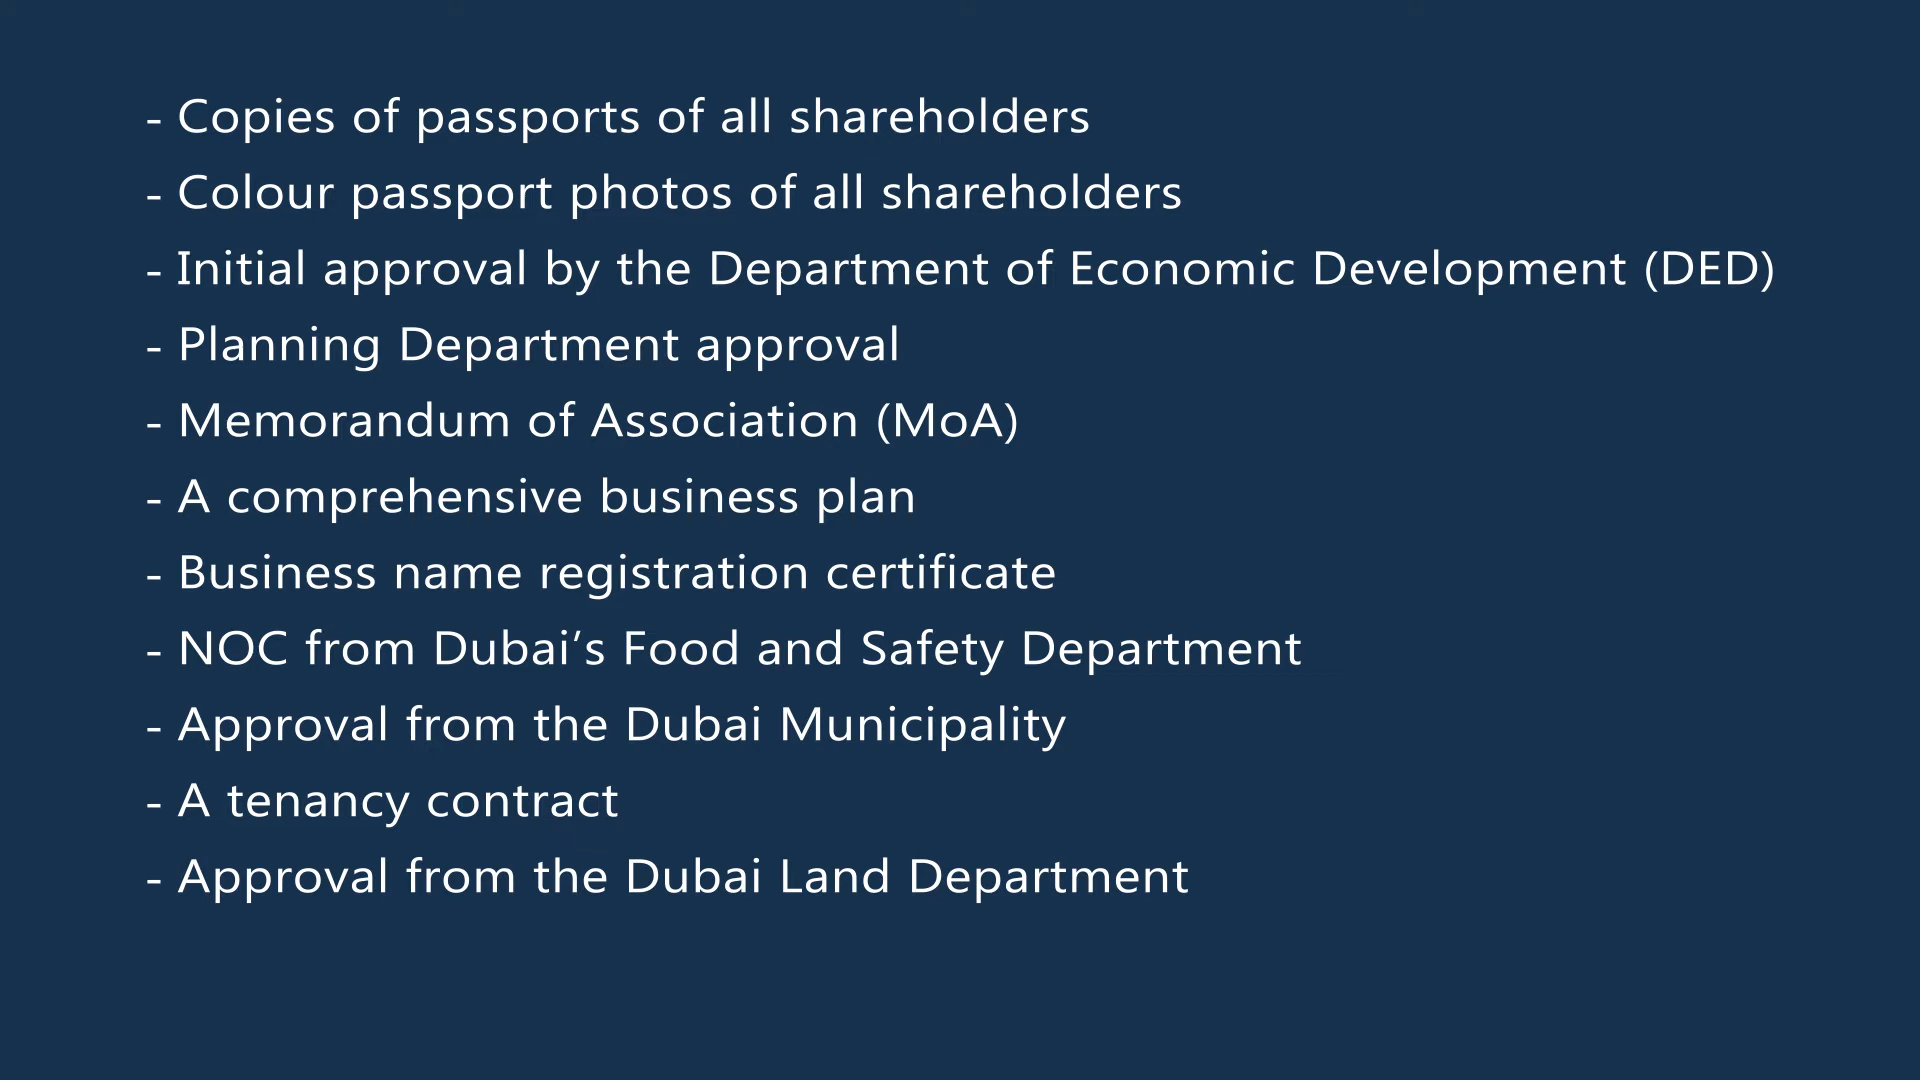 - Copies of passports of all shareholders
- Colour passport photos of all shareholders
- Initial approval by the Department of Economic Development (DED)
- Planning Department approval
- Memorandum of Association (MoA)
- A comprehensive business plan
- Business name registration certificate
- NOC from Dubai’s Food and Safety Department
- Approval from the Dubai Municipality
- A tenancy contract
- Approval from the Dubai Land Department